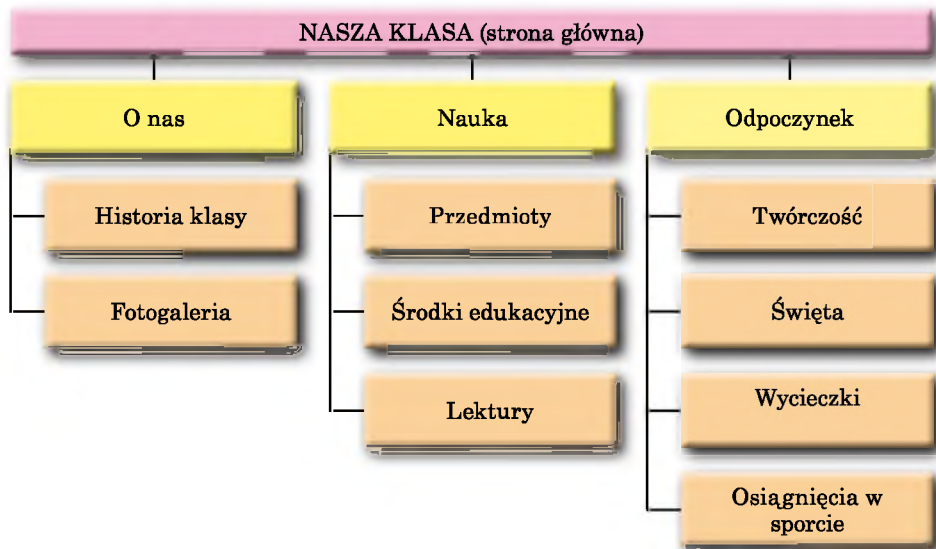 NASZA KLASA (strona główna)
O nas
Historia klasy
Fotogaleria
Nauka
Przedmioty
Środki edukacyjne
Lektury
Odpoczynek
Twórczość
Święta
Wycieczki
Osiągnięcia w
sporcie